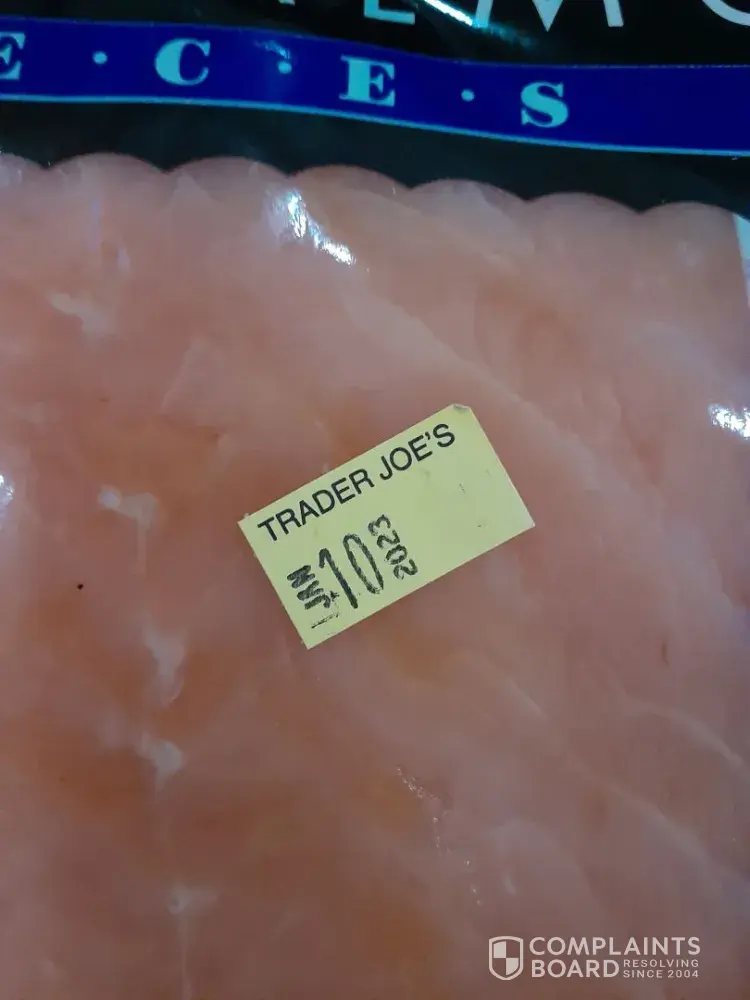 E · C · E · S
TRADER JOE'S
JAN 10 2023
COMPLAINTS
BOARD RESOLVING
SINCE 2004